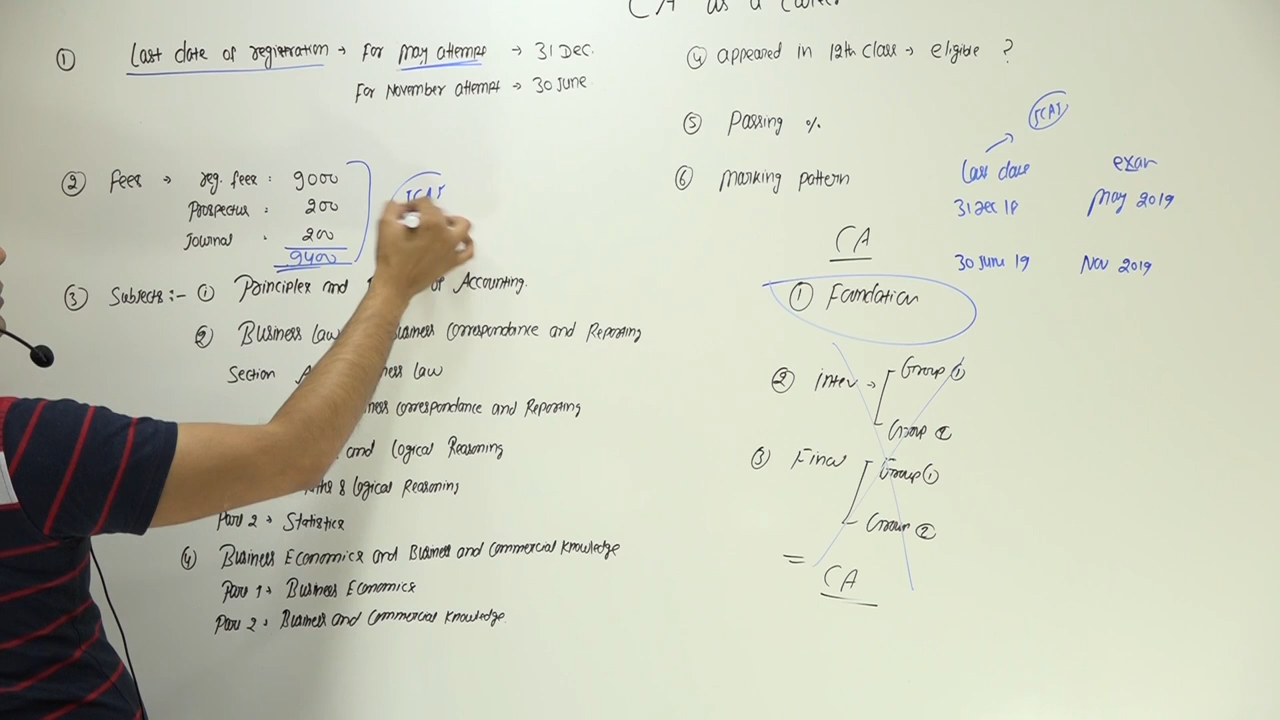 CA as a Career
① Last date of registration → For May attempt → 31 Dec.
For November attempt → 30 June
② Fees → reg. fees : 9000
Prospectus : 200
Journal . 200
9400
ICAI
③ Subjects :- ① Principles and of Accounting.
② Business Law Business Correspondance and Reporting
Section A Law
Correspondance and Reporting
and Logical Reasoning
& Logical Reasoning
Part 2 → Statistics
④ Business Economics and Business and Commercial Knowledge
Part 1 → Business Economics
Part 2 → Business and Commercial Knowledge.
④ appeared in 12th Class → eligible ?
⑤ Passing %
⑥ Marking pattern
ICAI
Last date exam
31 Dec 18 May 2019
30 June 19 Nov 2019
CA
① Foundation
② Inter → Group ①
Group ②
③ Final Group ①
Group ②
= CA